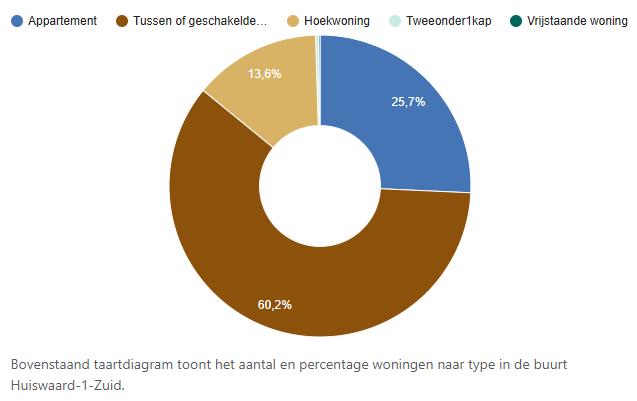 Appartement Tussen of geschakelde... Hoekwoning Tweeonder1kap Vrijstaande woning
13,6%
25,7%
60,2%
Bovenstaand taartdiagram toont het aantal en percentage woningen naar type in de buurt
Huiswaard-1-Zuid.